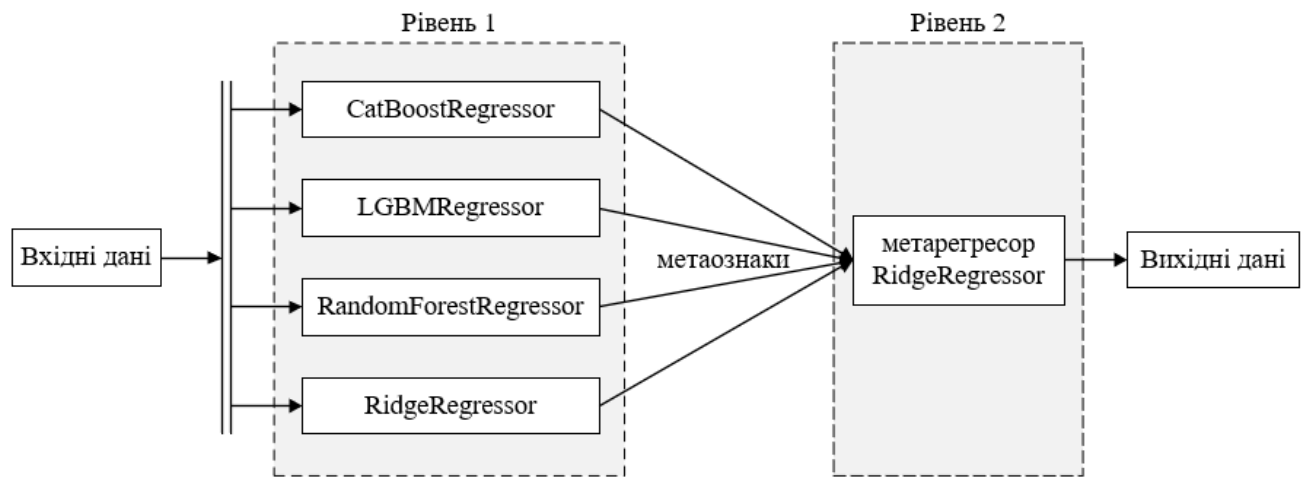 Рівень 1
Рівень 2
CatBoostRegressor
LGBMRegressor
Вхідні дані
метаознаки
метарегресор
RidgeRegressor
Вихідні дані
RandomForestRegressor
RidgeRegressor